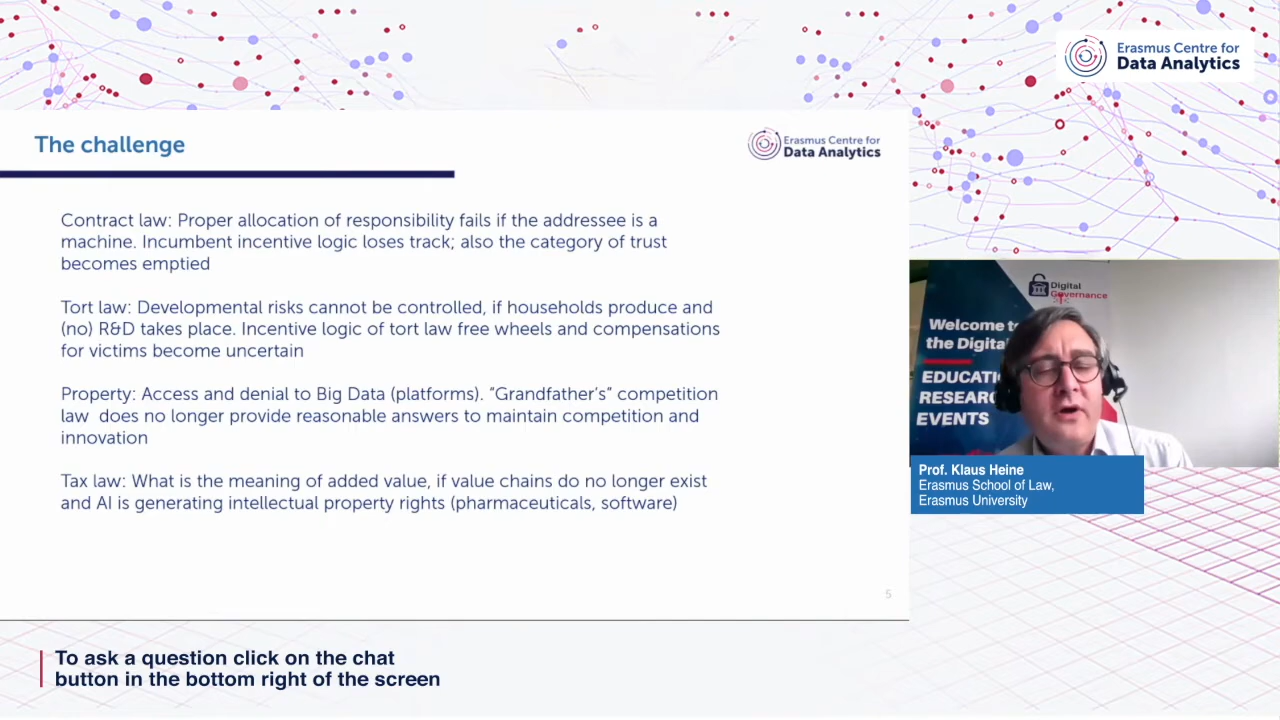 Erasmus Centre for
Data Analytics
The challenge
Erasmus Centre for
Data Analytics
Contract law: Proper allocation of responsibility fails if the addressee is a
machine. Incumbent incentive logic loses track; also the category of trust
becomes emptied
Tort law: Developmental risks cannot be controlled, if households produce and
(no) R&D takes place. Incentive logic of tort law free wheels and compensations
for victims become uncertain
Property: Access and denial to Big Data (platforms). “Grandfather’s” competition
law  does no longer provide reasonable answers to maintain competition and
innovation
Tax law: What is the meaning of added value, if value chains do no longer exist
and AI is generating intellectual property rights (pharmaceuticals, software)
5
Digital
Governance
Welcome
the Digita
EDUCATI
RESEARC
EVENTS
Prof. Klaus Heine
Erasmus School of Law,
Erasmus University
To ask a question click on the chat
button in the bottom right of the screen